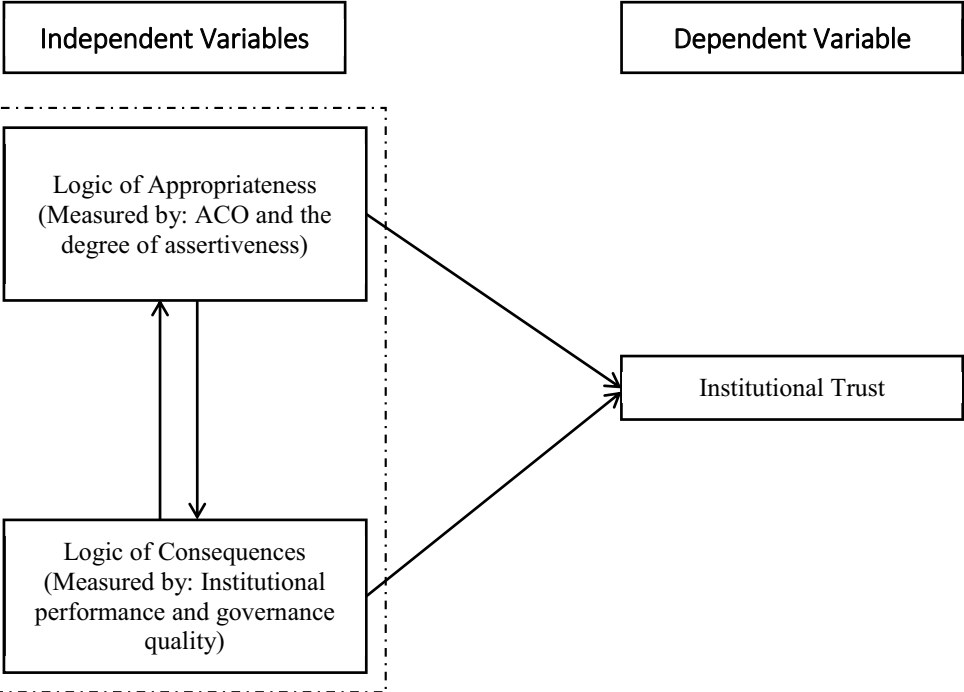 Independent Variables
Dependent Variable
Logic of Appropriateness
(Measured by: ACO and the
degree of assertiveness)
Institutional Trust
Logic of Consequences
(Measured by: Institutional
performance and governance
quality)